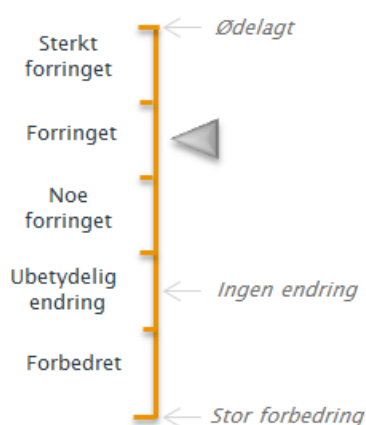 Ødelagt
Sterkt
forringet
Forringet
Noe
forringet
Ubetydelig
endring
Ingen endring
Forbedret
Stor forbedring